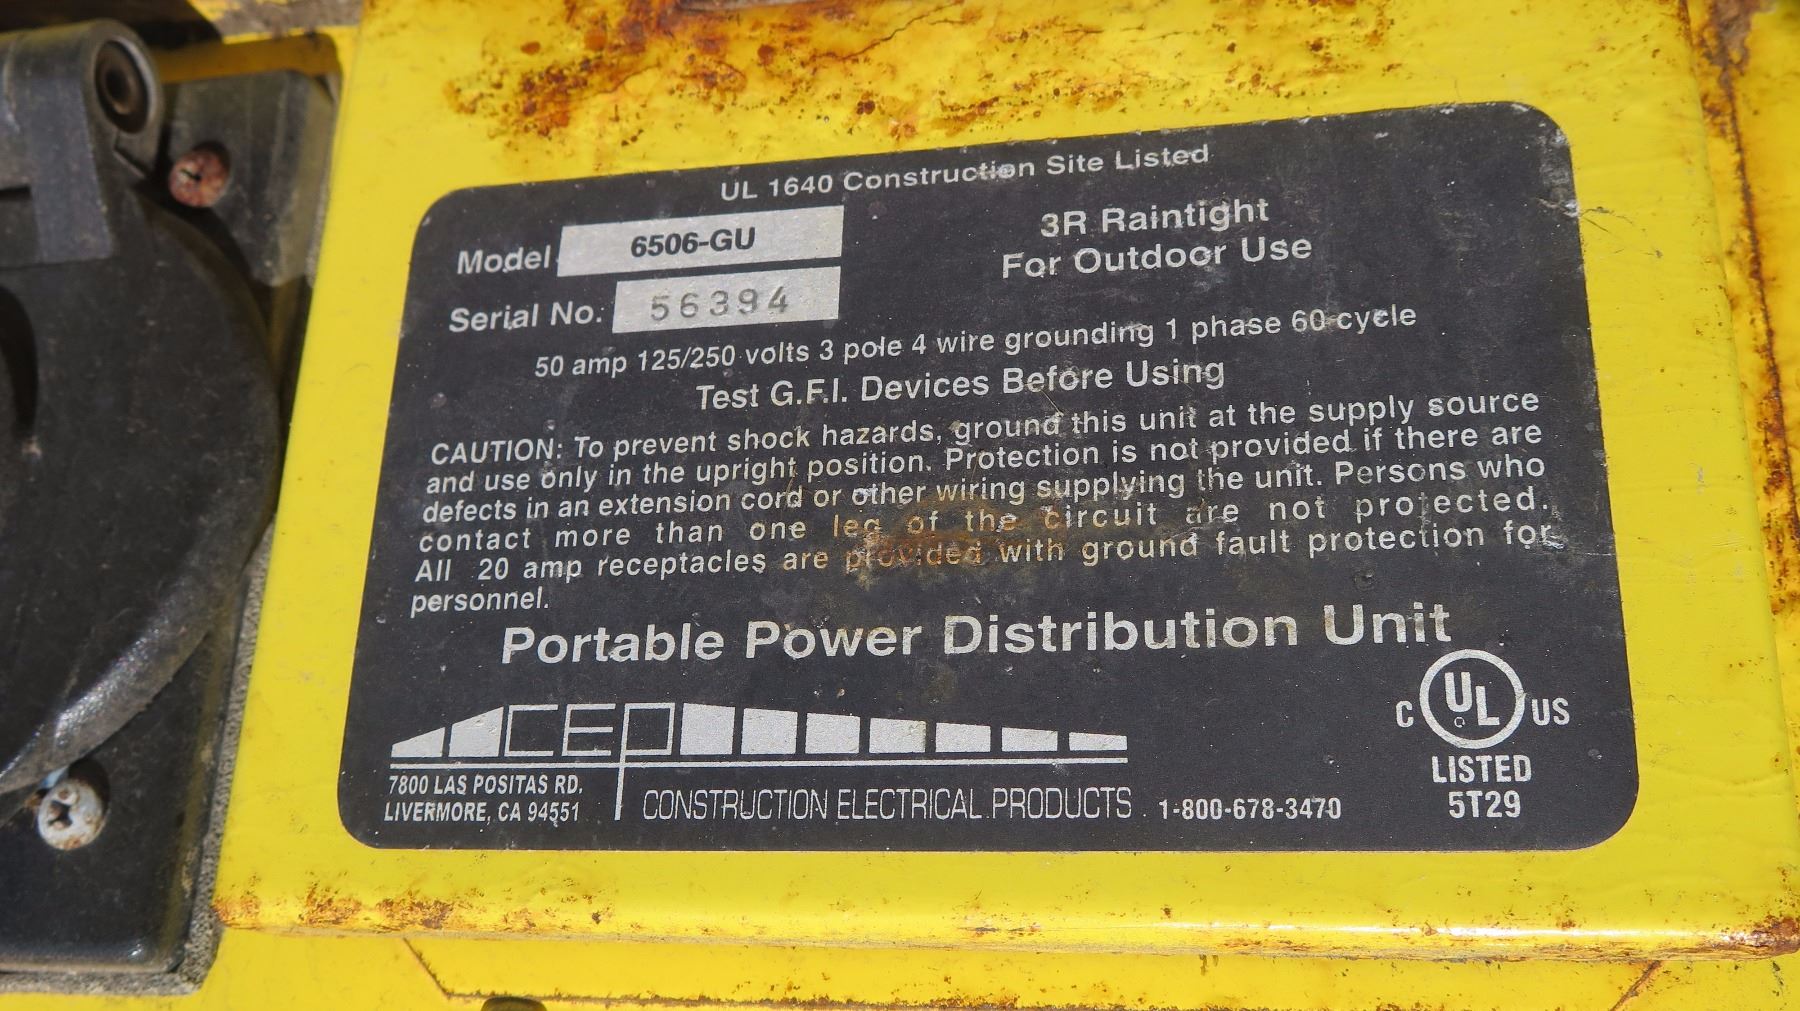 UL 1640 Construction Site Listed
Model 6506-GU
Serial No: 56394
3R Raintight
For Outdoor Use
50 amp 125/250 volts 3 pole 4 wire grounding 1 phase 60 cycle
Test G.F.I. Devices Before Using
CAUTION: To prevent shock hazards, ground this unit at the supply source
and use only in the upright position. Protection is not provided if there are
defects in an extension cord or other wiring supplying the unit. Persons who
contact more than one leg of the circuit are not protected.
All 20 amp receptacles are provided with ground fault protection for
personnel.
Portable Power Distribution Unit
CEP
7800 LAS POSITAS RD.
LIVERMORE, CA 94551
CONSTRUCTION ELECTRICAL PRODUCTS 1-800-678-3470
C UL US
LISTED
5T29